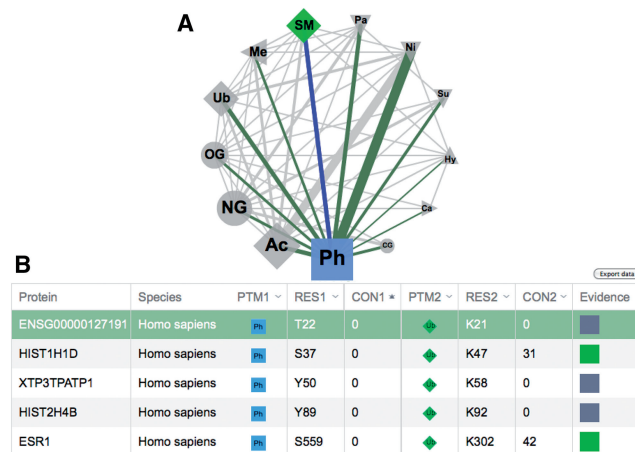 A
SM
Pa
Ni
Me
Su
Ub
OG
Hy
NG
Ca
Ac
CG
Ph
B
Export data
Protein Species PTM1 RES1 CON1 PTM2 RES2 CON2 Evidence
ENSG00000127191 Homo sapiens Ph T22 0 Ub K21 0
HIST1H1D Homo sapiens Ph S37 0 Ub K47 31
XTP3TPATP1 Homo sapiens Ph Y50 0 Ub K58 0
HIST2H4B Homo sapiens Ph Y89 0 Ub K92 0
ESR1 Homo sapiens Ph S559 0 Ub K302 42